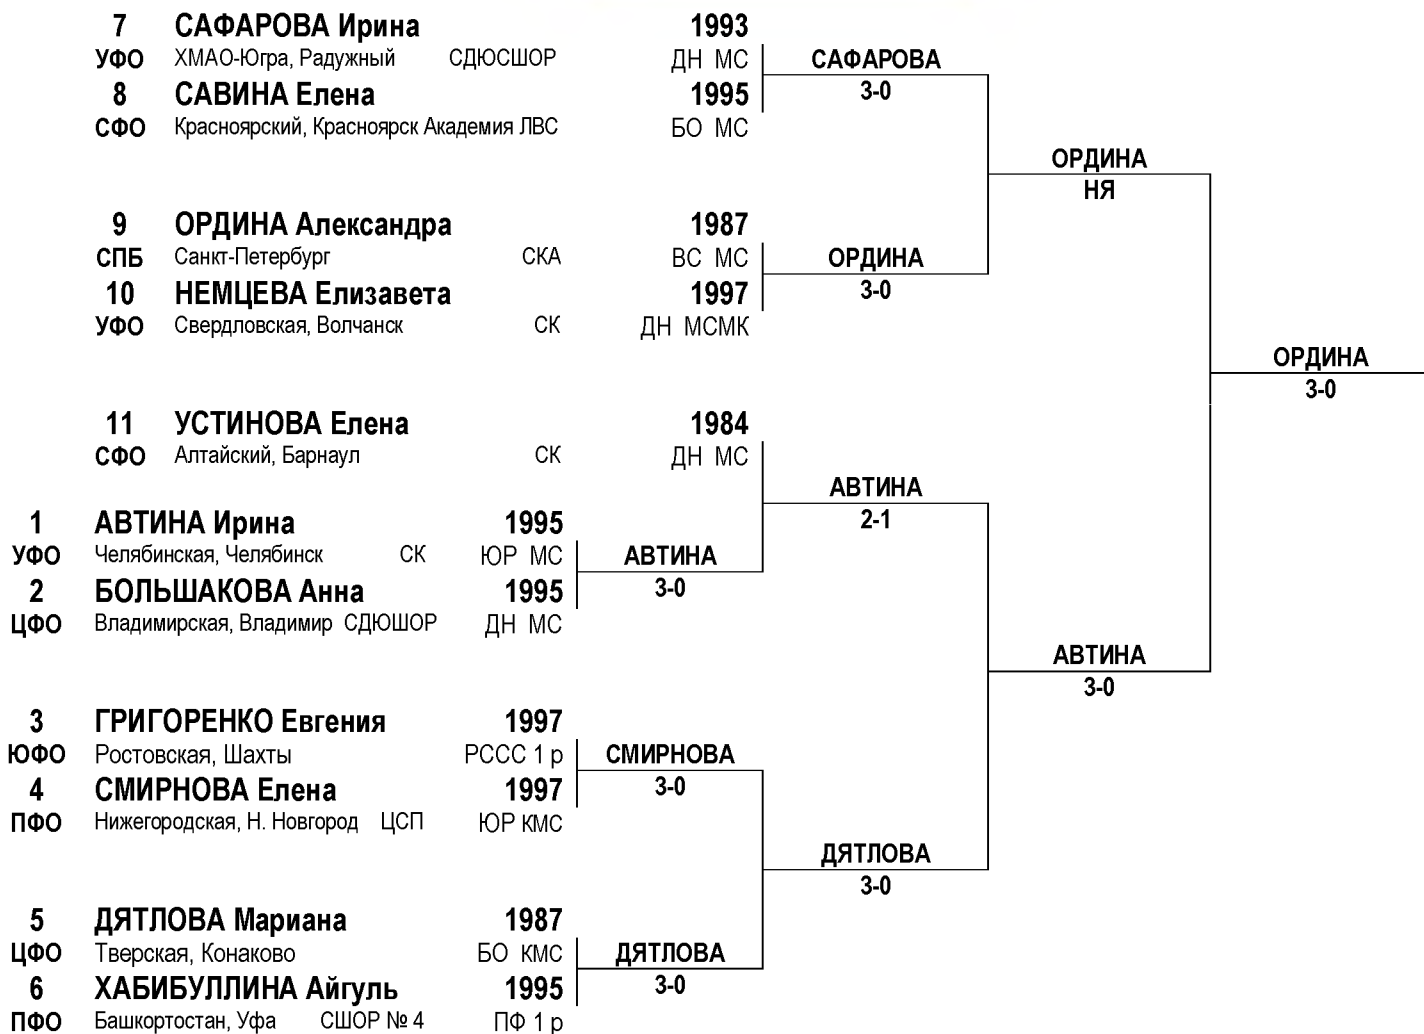 7 САФАРОВА Ирина 1993
УФО ХМАО-Югра, Радужный СДЮСШОР ДН МС САФАРОВА
8 САВИНА Елена 1995 3-0
СФО Красноярский, Красноярск Академия ЛВС БО МС
ОРДИНА
НЯ
9 ОРДИНА Александра 1987
СПБ Санкт-Петербург СКА ВС МС ОРДИНА
10 НЕМЦЕВА Елизавета 1997 3-0
УФО Свердловская, Волчанск СК ДН МСМК
ОРДИНА
3-0
11 УСТИНОВА Елена 1984
СФО Алтайский, Барнаул СК ДН МС
АВТИНА
1 АВТИНА Ирина 1995 2-1
УФО Челябинская, Челябинск СК ЮР МС АВТИНА
2 БОЛЬШАКОВА Анна 1995 3-0
ЦФО Владимирская, Владимир СДЮШОР ДН МС
АВТИНА
3-0
3 ГРИГОРЕНКО Евгения 1997
ЮФО Ростовская, Шахты РССС 1 р СМИРНОВА
4 СМИРНОВА Елена 1997 3-0
ПФО Нижегородская, Н. Новгород ЦСП ЮР КМС
ДЯТЛОВА
3-0
5 ДЯТЛОВА Мариана 1987
ЦФО Тверская, Конаково БО КМС ДЯТЛОВА
6 ХАБИБУЛЛИНА Айгуль 1995 3-0
ПФО Башкортостан, Уфа СШОР № 4 ПФ 1 р